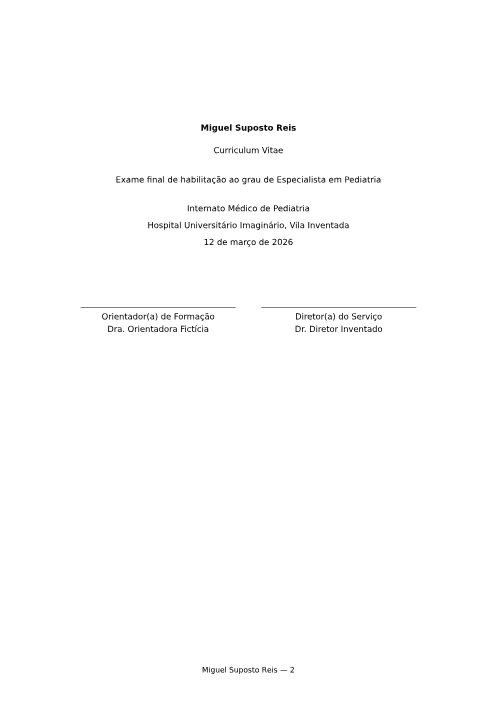 Miguel Suposto Reis
Curriculum Vitae
Exame final de habilitação ao grau de Especialista em Pediatria
Internato Médico de Pediatria
Hospital Universitário Imaginário, Vila Inventada
12 de março de 2026
Orientador(a) de Formação
Dra. Orientadora Fictícia
Diretor(a) do Serviço
Dr. Diretor Inventado
Miguel Suposto Reis — 2